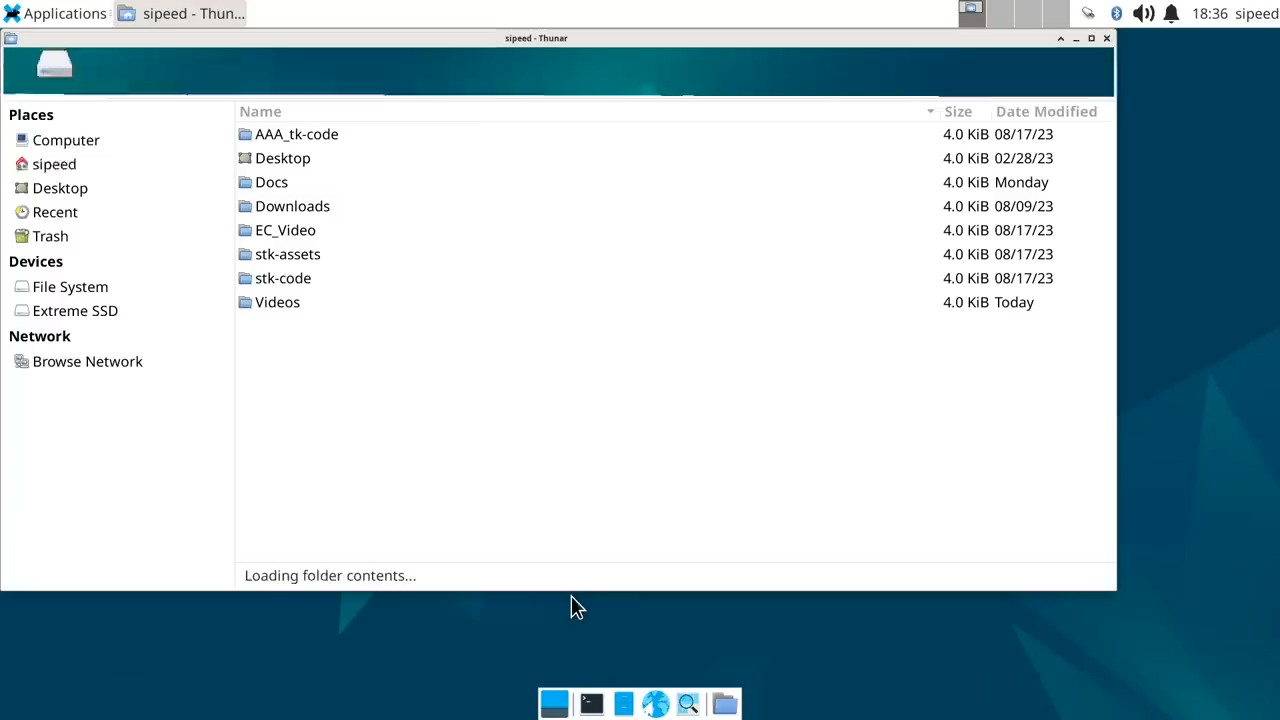 Applications sipeed - Thun... 18:36 sipeed
sipeed - Thunar
Places
Computer
sipeed
Desktop
Recent
Trash
Devices
File System
Extreme SSD
Network
Browse Network
Name Size Date Modified
AAA_tk-code 4.0 KiB 08/17/23
Desktop 4.0 KiB 02/28/23
Docs 4.0 KiB Monday
Downloads 4.0 KiB 08/09/23
EC_Video 4.0 KiB 08/17/23
stk-assets 4.0 KiB 08/17/23
stk-code 4.0 KiB 08/17/23
Videos 4.0 KiB Today
Loading folder contents...